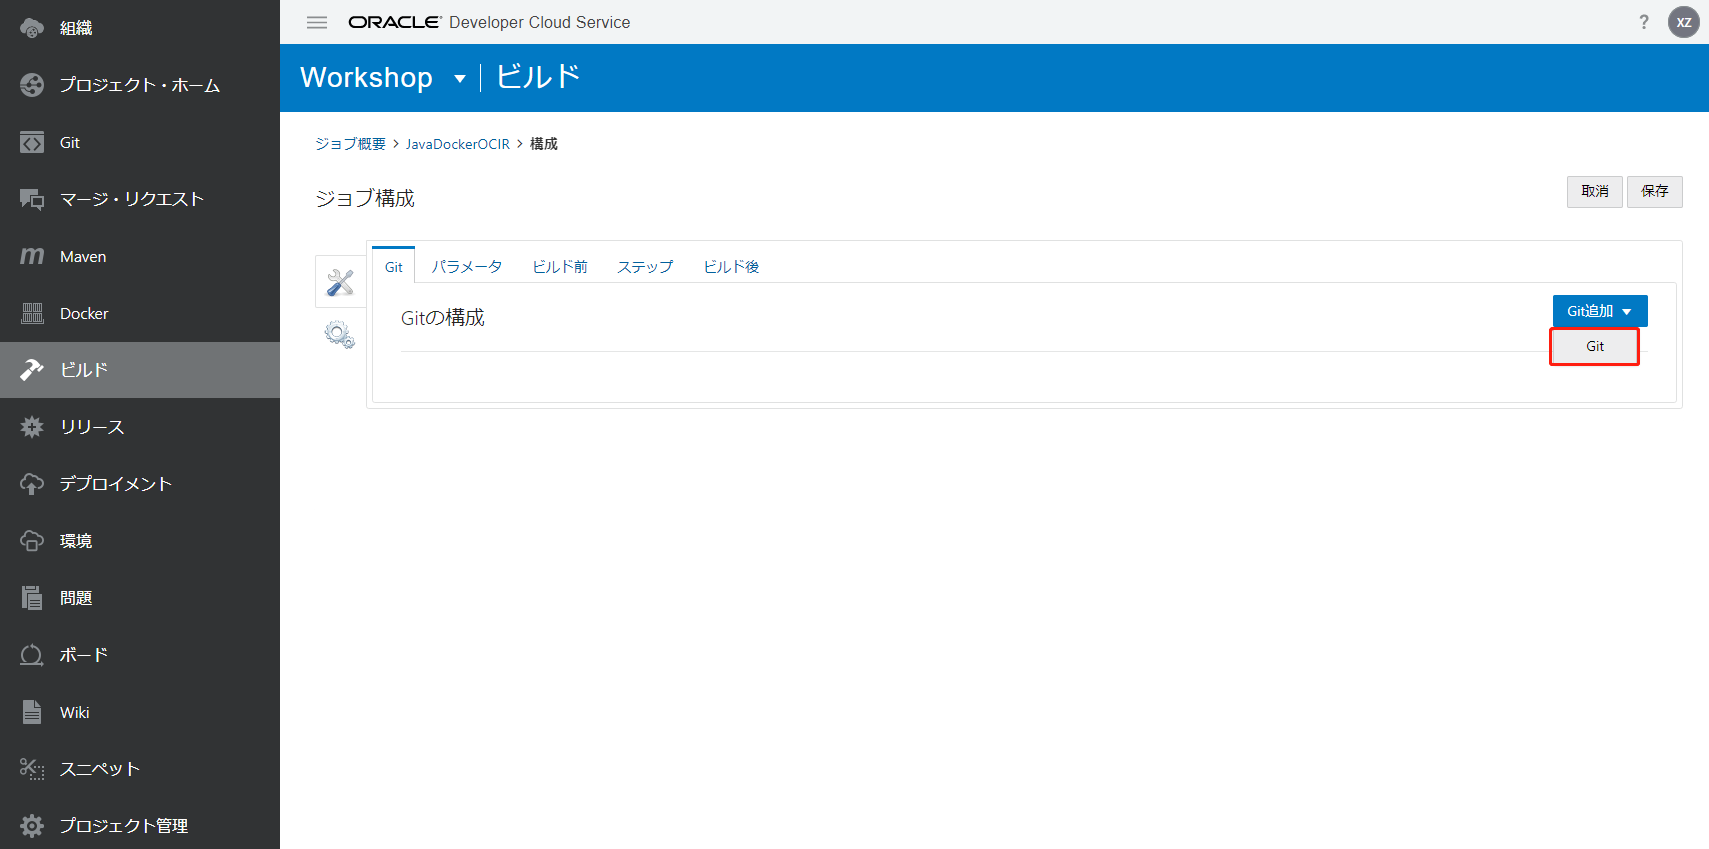 組織
プロジェクト・ホーム
Git
マージ・リクエスト
Maven
Docker
ビルド
リリース
デプロイメント
環境
問題
ボード
Wiki
スニペット
プロジェクト管理
ORACLE® Developer Cloud Service
? XZ
Workshop ビルド
ジョブ概要 > JavaDockerOCIR > 構成
ジョブ構成
取消 保存
Git パラメータ ビルド前 ステップ ビルド後
Gitの構成
Git追加
Git